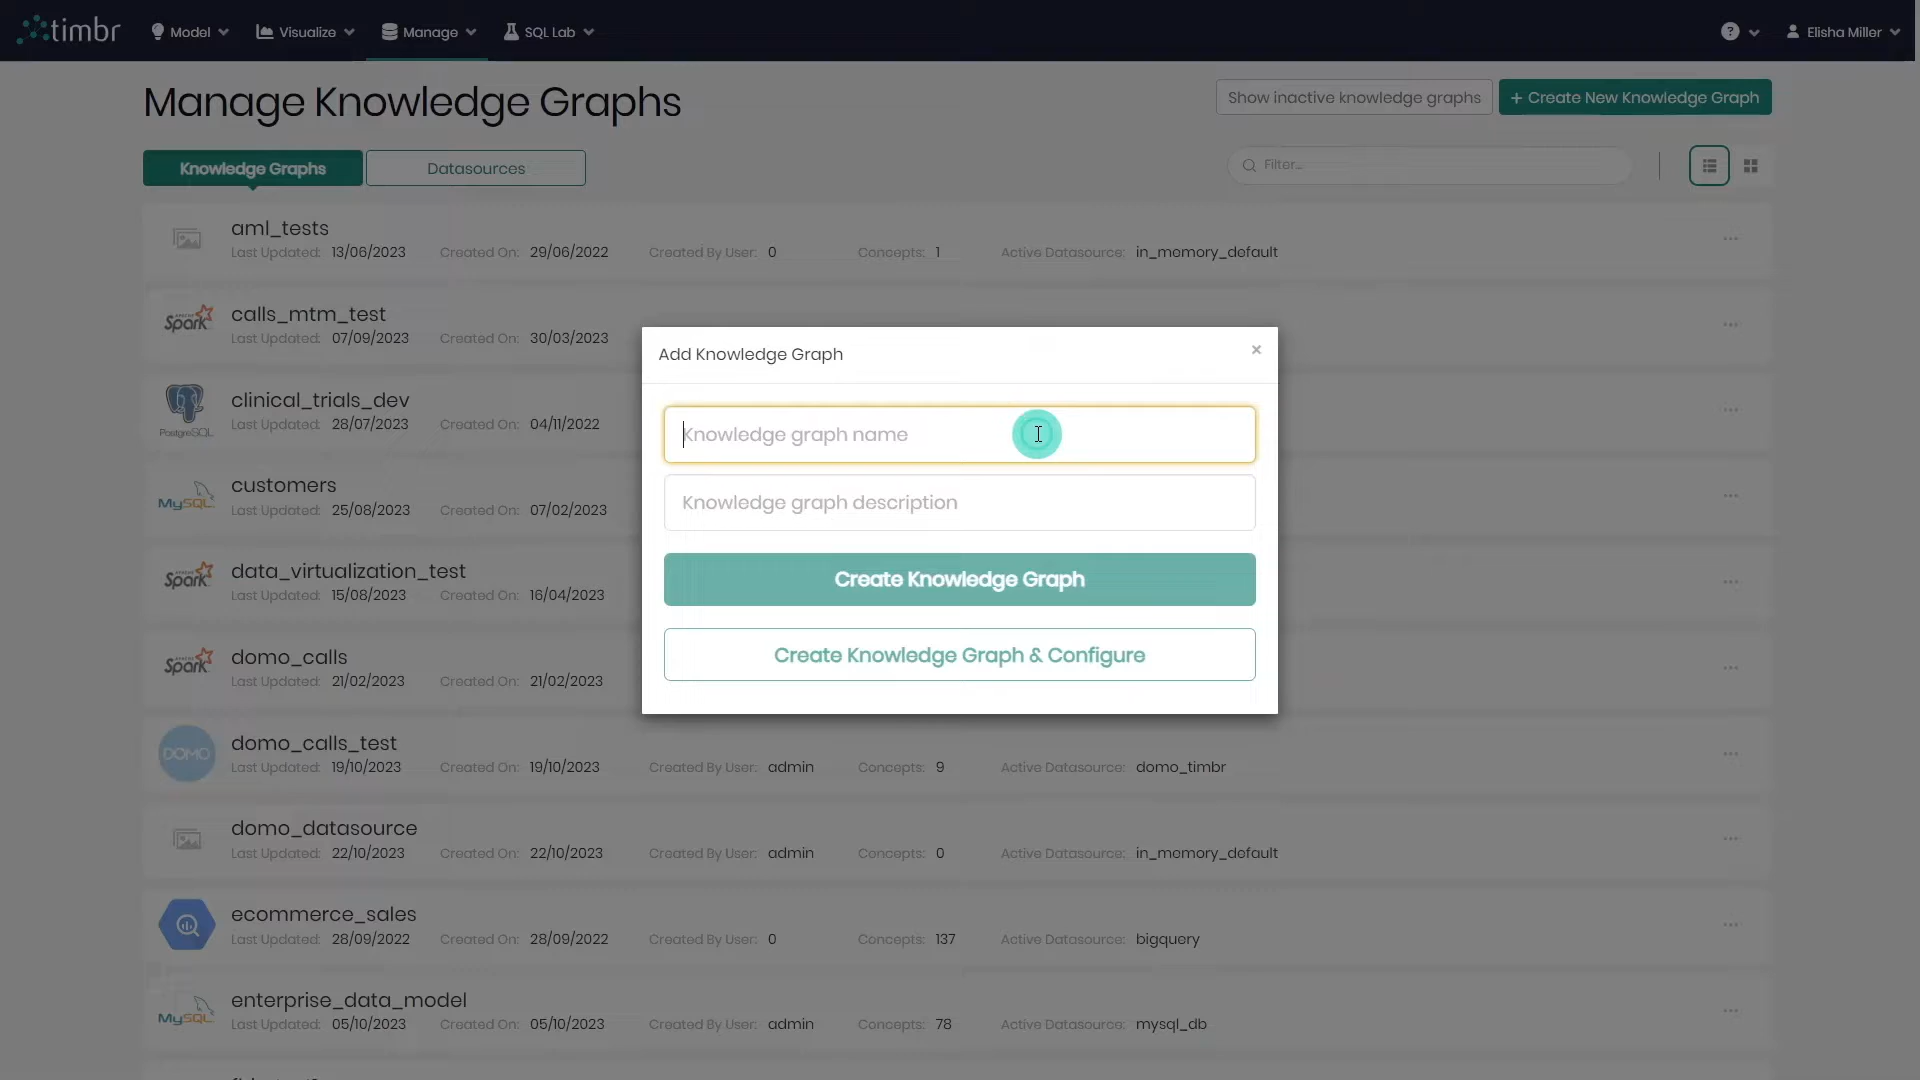 timbr Model Visualize Manage SQL Lab ? Elisha Miller
Manage Knowledge Graphs
Show inactive knowledge graphs
+ Create New Knowledge Graph
Knowledge Graphs Datasources
Filter...
aml_tests
Last Updated: 13/06/2023 Created On: 29/06/2022 Created By User: 0 Concepts: 1 Active Datasource: in_memory_default
APACHE Spark
calls_mtm_test
Last Updated: 07/09/2023 Created On: 30/03/2023
PostgreSQL
clinical_trials_dev
Last Updated: 28/07/2023 Created On: 04/11/2022
MySQL
customers
Last Updated: 25/08/2023 Created On: 07/02/2023
APACHE Spark
data_virtualization_test
Last Updated: 15/08/2023 Created On: 16/04/2023
APACHE Spark
domo_calls
Last Updated: 21/02/2023 Created On: 21/02/2023
DOMO
domo_calls_test
Last Updated: 19/10/2023 Created On: 19/10/2023 Created By User: admin Concepts: 9 Active Datasource: domo_timbr
domo_datasource
Last Updated: 22/10/2023 Created On: 22/10/2023 Created By User: admin Concepts: 0 Active Datasource: in_memory_default
ecommerce_sales
Last Updated: 28/09/2022 Created On: 28/09/2022 Created By User: 0 Concepts: 137 Active Datasource: bigquery
MySQL
enterprise_data_model
Last Updated: 05/10/2023 Created On: 05/10/2023 Created By User: admin Concepts: 78 Active Datasource: mysql_db
Add Knowledge Graph ×
Knowledge graph name
Knowledge graph description
Create Knowledge Graph
Create Knowledge Graph & Configure